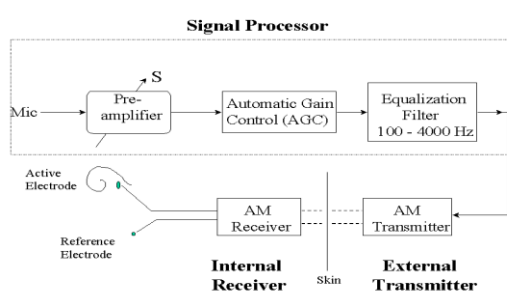 Signal Processor
S
Mic
Pre-
amplifier
Automatic Gain
Control (AGC)
Equalization
Filter
100 - 4000 Hz
Active
Electrode
Reference
Electrode
AM
Receiver
AM
Transmitter
Internal
Receiver
Skin
External
Transmitter